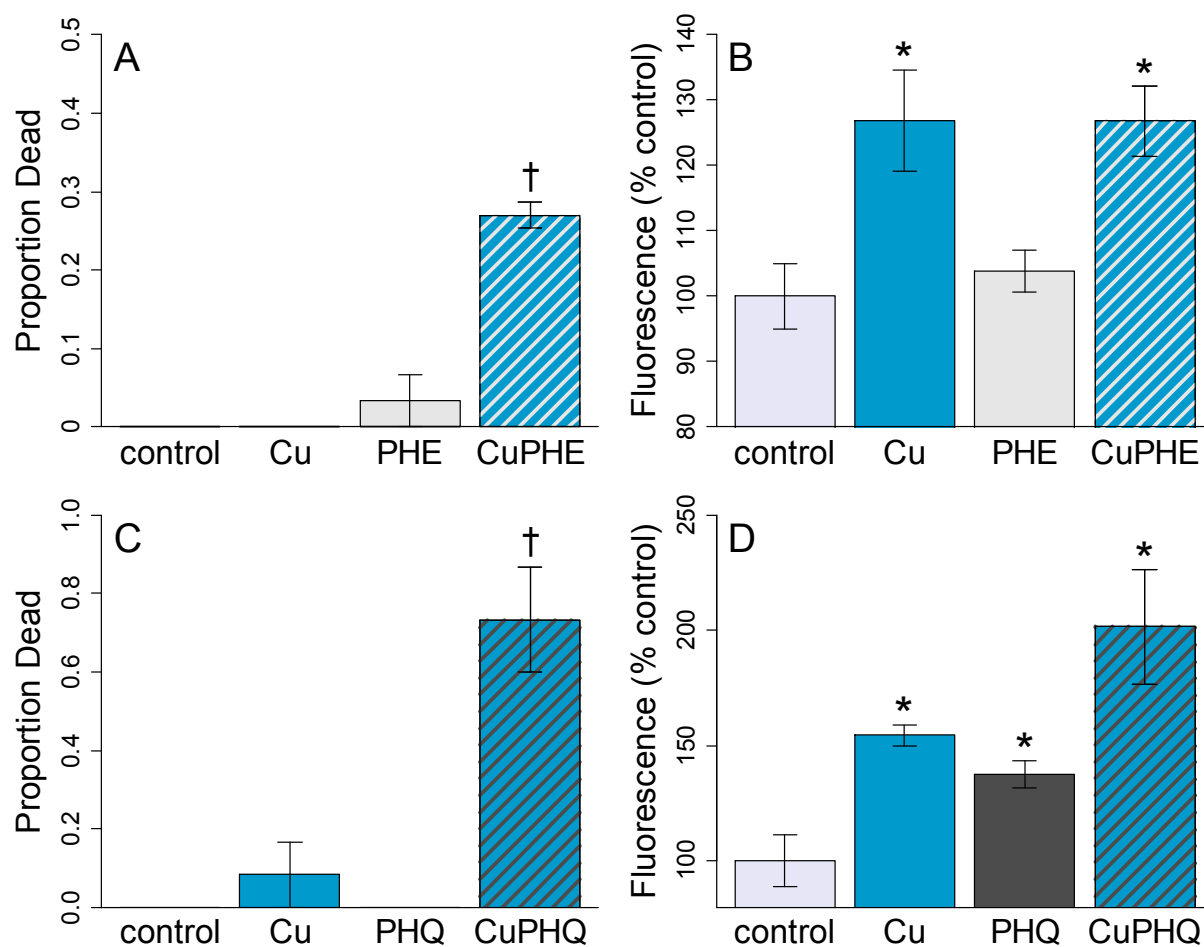 A
Proportion Dead
0.5
0.4
0.3
0.2
0.1
0
†
control Cu PHE CuPHE
B
Fluorescence (% control)
140
130
120
110
100
90
80
* *
control Cu PHE CuPHE
C
Proportion Dead
1.0
0.8
0.6
0.4
0.2
0.0
†
control Cu PHQ CuPHQ
D
Fluorescence (% control)
250
200
150
100
* * *
control Cu PHQ CuPHQ